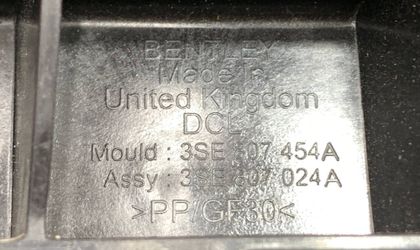 BENTLEY
Made In
United Kingdom
DCL
Mould : 3SE 807 454A
Assy : 3SE 807 024A
>PP/GF30<